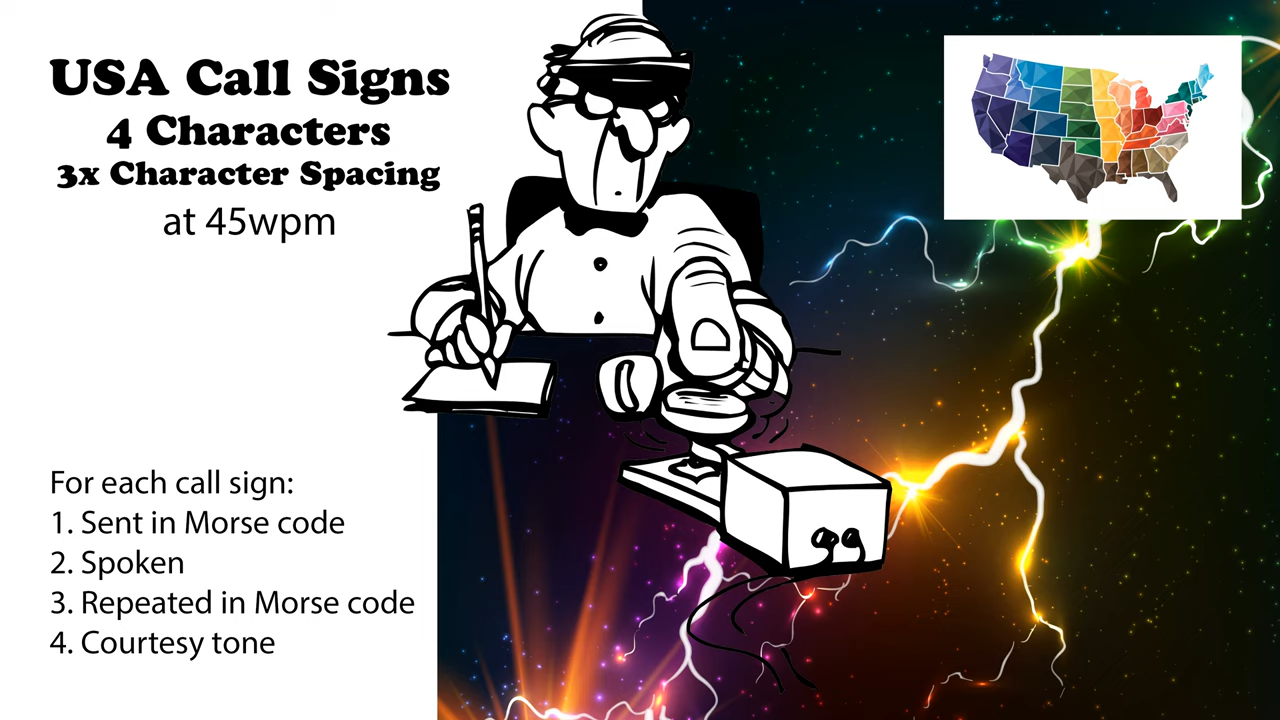 USA Call Signs
4 Characters
3x Character Spacing
at 45wpm
For each call sign:
1. Sent in Morse code
2. Spoken
3. Repeated in Morse code
4. Courtesy tone